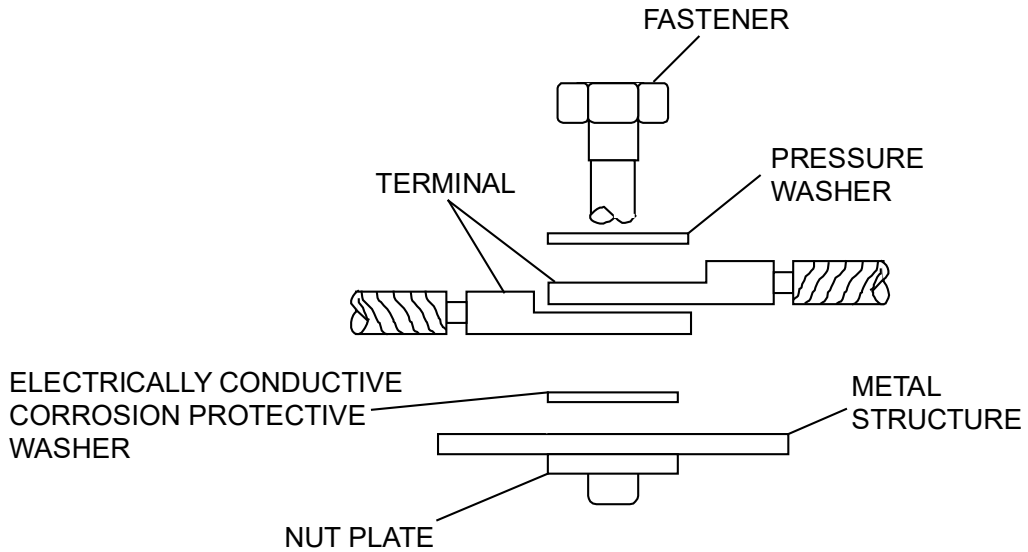 FASTENER
PRESSURE
WASHER
TERMINAL
ELECTRICALLY CONDUCTIVE
CORROSION PROTECTIVE
WASHER
METAL
STRUCTURE
NUT PLATE